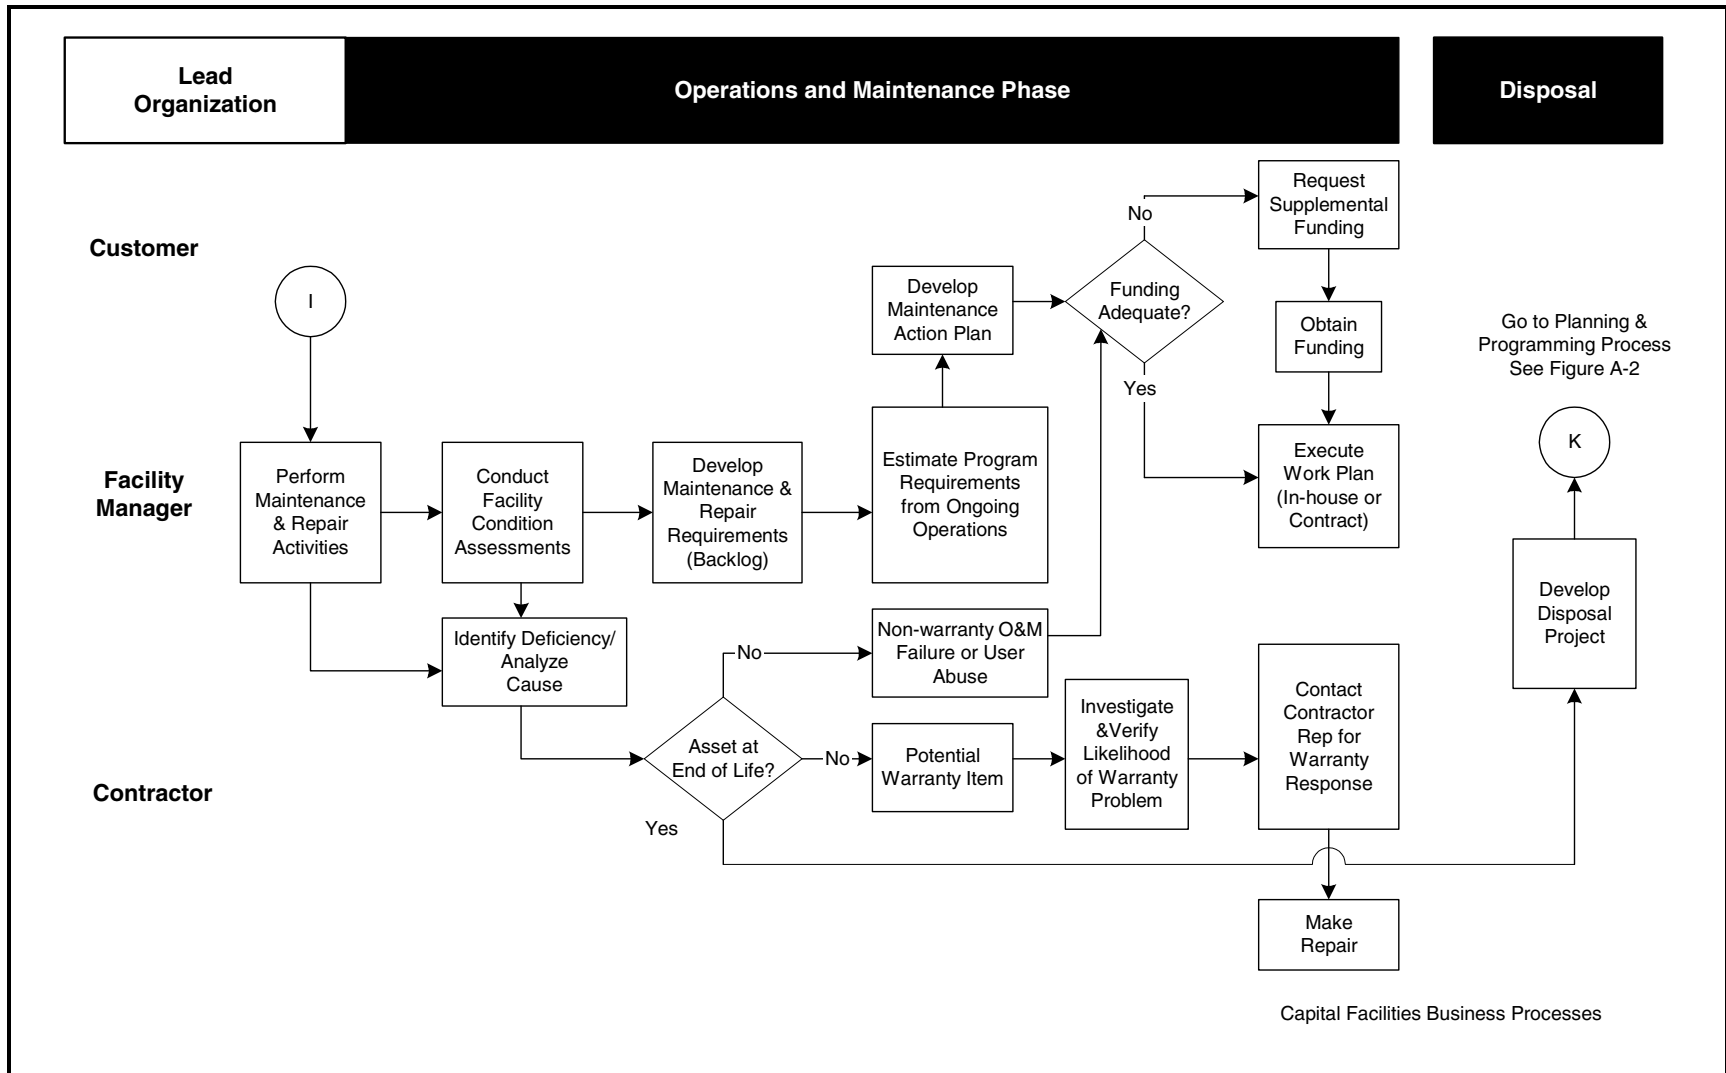 Lead
Organization
Operations and Maintenance Phase
Disposal
Customer
Facility
Manager
Contractor
I
Perform
Maintenance
& Repair
Activities
Conduct
Facility
Condition
Assessments
Develop
Maintenance &
Repair
Requirements
(Backlog)
Estimate Program
Requirements
from Ongoing
Operations
Develop
Maintenance
Action Plan
Funding
Adequate?
No
Yes
Request
Supplemental
Funding
Obtain
Funding
Execute
Work Plan
(In-house or
Contract)
Identify Deficiency/
Analyze
Cause
Asset at
End of Life?
No
No
Yes
Non-warranty O&M
Failure or User
Abuse
Potential
Warranty Item
Investigate
&Verify
Likelihood
of Warranty
Problem
Contact
Contractor
Rep for
Warranty
Response
Make
Repair
Go to Planning &
Programming Process
See Figure A-2
K
Develop
Disposal
Project
Capital Facilities Business Processes